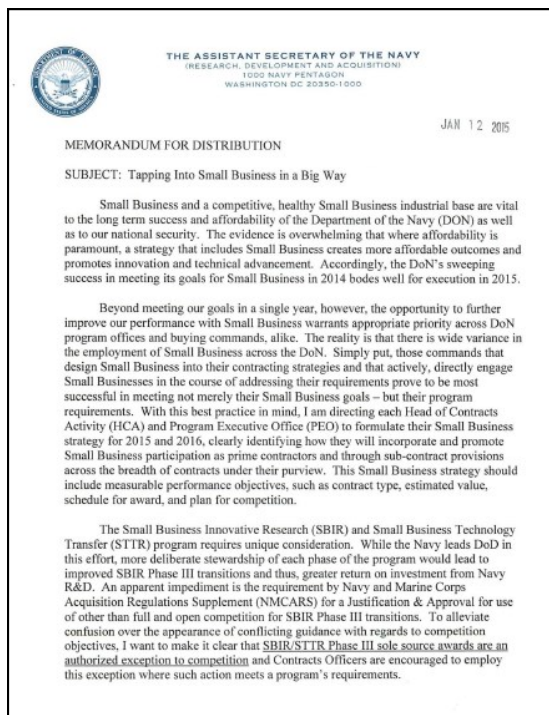 THE ASSISTANT SECRETARY OF THE NAVY
(RESEARCH, DEVELOPMENT AND ACQUISITION)
1000 NAVY PENTAGON
WASHINGTON DC 20350-1000
JAN 12 2015
MEMORANDUM FOR DISTRIBUTION
SUBJECT: Tapping Into Small Business in a Big Way
Small Business and a competitive, healthy Small Business industrial base are vital
to the long term success and affordability of the Department of the Navy (DON) as well
as to our national security. The evidence is overwhelming that where affordability is
paramount, a strategy that includes Small Business creates more affordable outcomes and
promotes innovation and technical advancement. Accordingly, the DoN's sweeping
success in meeting its goals for Small Business in 2014 bodes well for execution in 2015.
Beyond meeting our goals in a single year, however, the opportunity to further
improve our performance with Small Business warrants appropriate priority across DoN
program offices and buying commands, alike. The reality is that there is wide variance in
the employment of Small Business across the DoN. Simply put, those commands that
design Small Business into their contracting strategies and that actively, directly engage
Small Businesses in the course of addressing their requirements prove to be most
successful in meeting not merely their Small Business goals – but their program
requirements. With this best practice in mind, I am directing each Head of Contracts
Activity (HCA) and Program Executive Office (PEO) to formulate their Small Business
strategy for 2015 and 2016, clearly identifying how they will incorporate and promote
Small Business participation as prime contractors and through sub-contract provisions
across the breadth of contracts under their purview. This Small Business strategy should
include measurable performance objectives, such as contract type, estimated value,
schedule for award, and plan for competition.
The Small Business Innovative Research (SBIR) and Small Business Technology
Transfer (STTR) program requires unique consideration. While the Navy leads DoD in
this effort, more deliberate stewardship of each phase of the program would lead to
improved SBIR Phase III transitions and thus, greater return on investment from Navy
R&D. An apparent impediment is the requirement by Navy and Marine Corps
Acquisition Regulations Supplement (NMCARS) for a Justification & Approval for use
of other than full and open competition for SBIR Phase III transitions. To alleviate
confusion over the appearance of conflicting guidance with regards to competition
objectives, I want to make it clear that SBIR/STTR Phase III sole source awards are an
authorized exception to competition and Contracts Officers are encouraged to employ
this exception where such action meets a program's requirements.